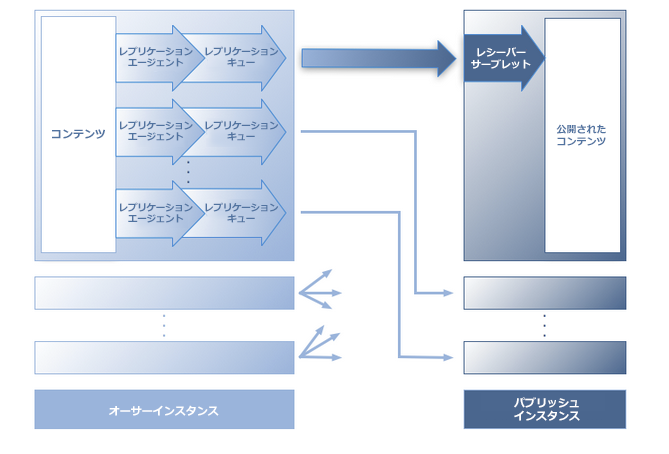 レプリケーション
エージェント
レプリケーション
キュー
レシーバー
サーブレット
コンテンツ
レプリケーション
エージェント
レプリケーション
キュー
公開された
コンテンツ
レプリケーション
エージェント
レプリケーション
キュー
オーサーインスタンス
パブリッシュ
インスタンス